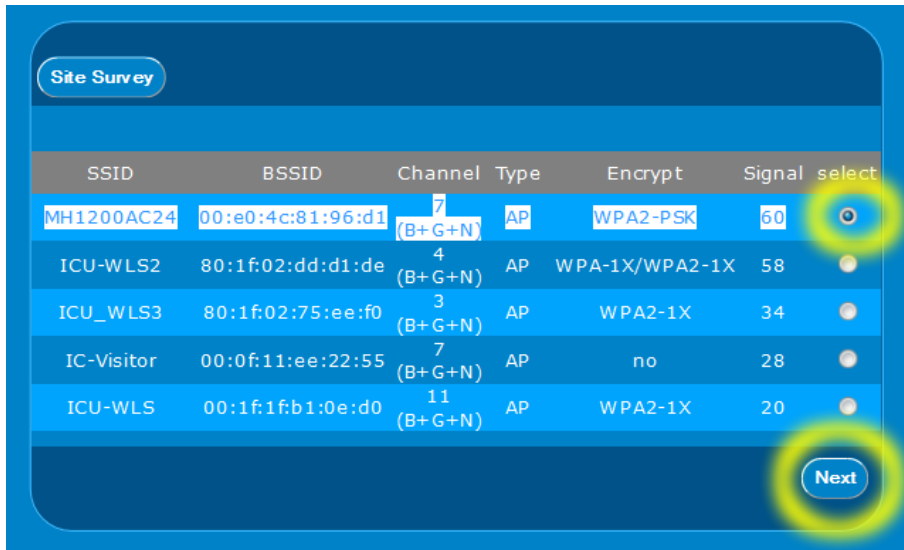 Site Survey
SSID BSSID Channel Type Encrypt Signal select
MH1200AC24 00:e0:4c:81:96:d1 7 (B+G+N) AP WPA2-PSK 60
ICU-WLS2 80:1f:02:dd:d1:de 4 (B+G+N) AP WPA-1X/WPA2-1X 58
ICU_WLS3 80:1f:02:75:ee:f0 3 (B+G+N) AP WPA2-1X 34
IC-Visitor 00:0f:11:ee:22:55 7 (B+G+N) AP no 28
ICU-WLS 00:1f:1f:b1:0e:d0 11 (B+G+N) AP WPA2-1X 20
Next